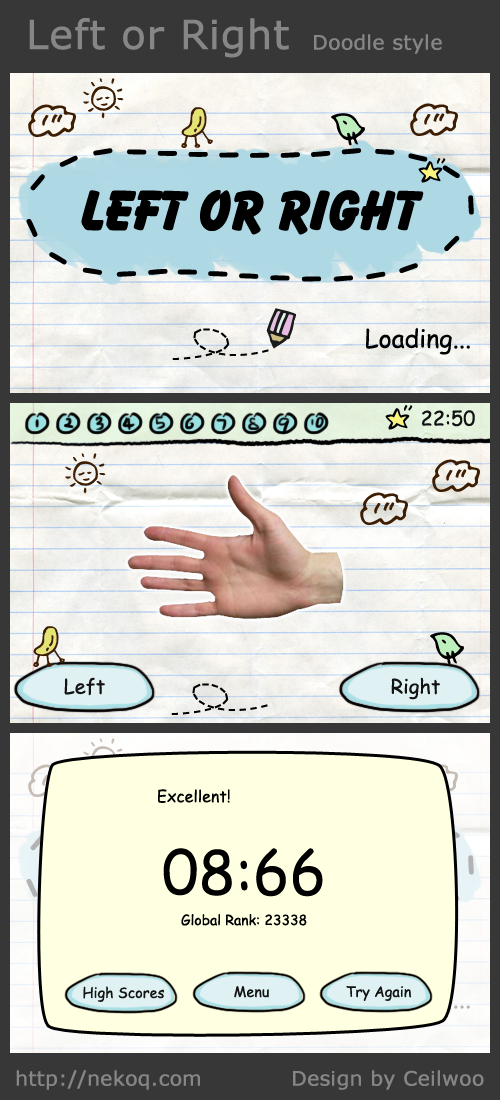 Left or Right Doodle style
LEFT OR RIGHT
Loading...
1 2 3 4 5 6 7 8 9 10 22:50
Left Right
Excellent!
08:66
Global Rank: 23338
High Scores Menu Try Again
http://nekoq.com Design by Ceilwoo